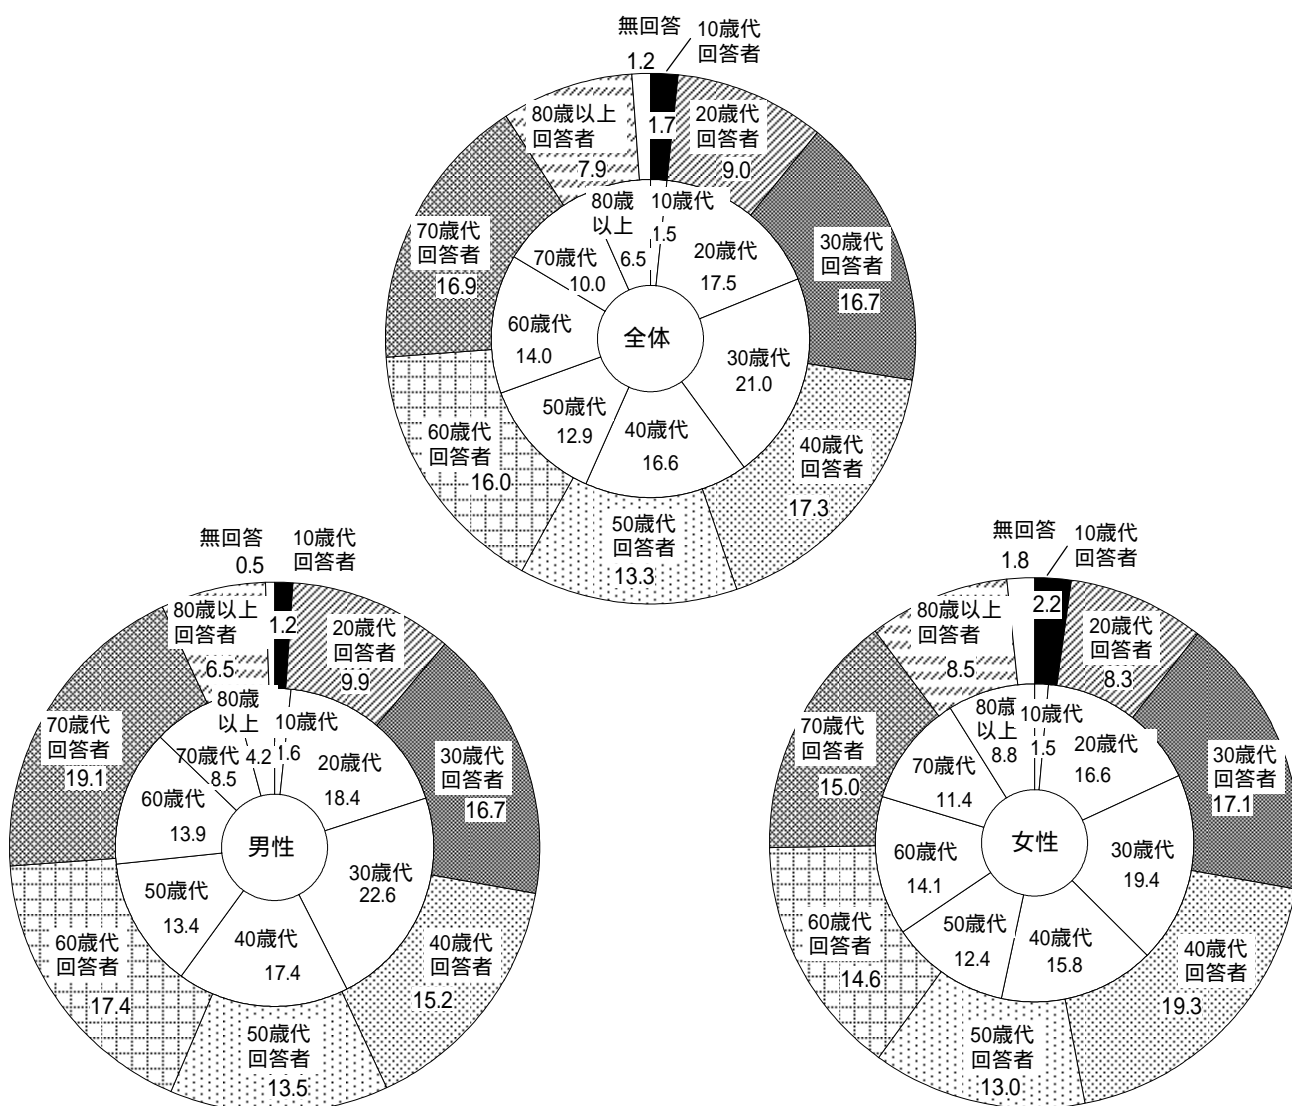 無回答
1.2
10歳代
回答者
1.7
20歳代
回答者
9.0
30歳代
回答者
16.7
40歳代
回答者
17.3
50歳代
回答者
13.3
60歳代
回答者
16.0
70歳代
回答者
16.9
80歳以上
回答者
7.9
10歳代
1.5
20歳代
17.5
30歳代
21.0
40歳代
16.6
50歳代
12.9
60歳代
14.0
70歳代
10.0
80歳
以上
6.5
全体
無回答
0.5
10歳代
回答者
1.2
20歳代
回答者
9.9
30歳代
回答者
16.7
40歳代
回答者
15.2
50歳代
回答者
13.5
60歳代
回答者
17.4
70歳代
回答者
19.1
80歳以上
回答者
6.5
10歳代
1.6
20歳代
18.4
30歳代
22.6
40歳代
17.4
50歳代
13.4
60歳代
13.9
70歳代
8.5
80歳
以上
4.2
男性
無回答
1.8
10歳代
回答者
2.2
20歳代
回答者
8.3
30歳代
回答者
17.1
40歳代
回答者
19.3
50歳代
回答者
13.0
60歳代
回答者
14.6
70歳代
回答者
15.0
80歳以上
回答者
8.5
10歳代
1.5
20歳代
16.6
30歳代
19.4
40歳代
15.8
50歳代
12.4
60歳代
14.1
70歳代
11.4
80歳
以上
8.8
女性